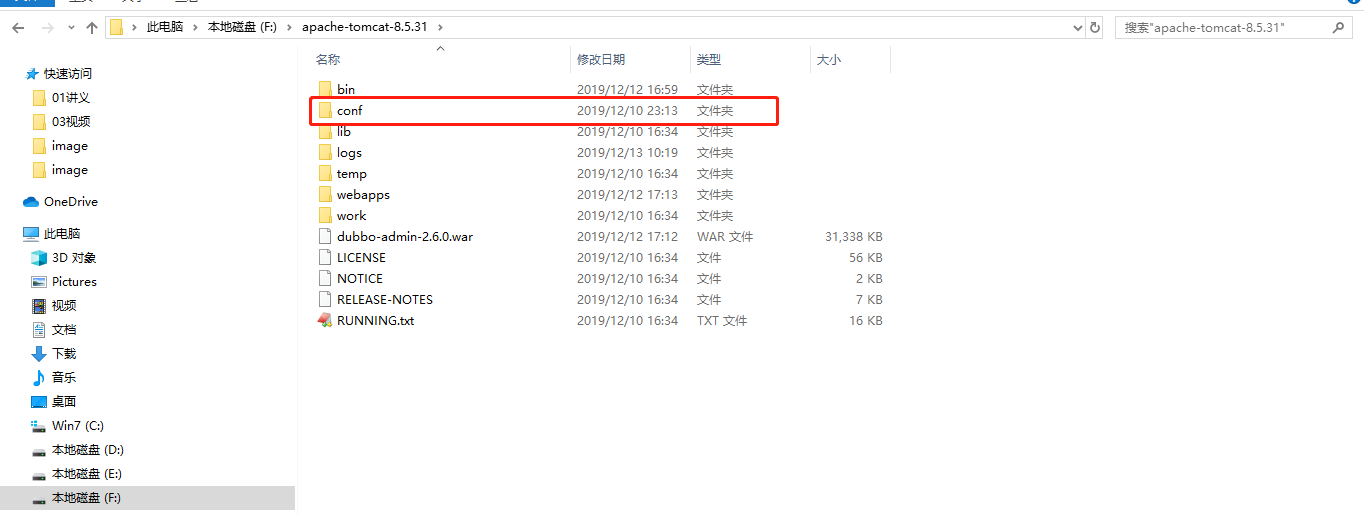 此电脑 › 本地磁盘 (F:) › apache-tomcat-8.5.31 ›
搜索"apache-tomcat-8.5.31"
快速访问
01讲义
03视频
image
image
OneDrive
此电脑
3D 对象
Pictures
视频
文档
下载
音乐
桌面
Win7 (C:)
本地磁盘 (D:)
本地磁盘 (E:)
本地磁盘 (F:)
名称 修改日期 类型 大小
bin 2019/12/12 16:59 文件夹
conf 2019/12/10 23:13 文件夹
lib 2019/12/10 16:34 文件夹
logs 2019/12/13 10:19 文件夹
temp 2019/12/10 16:34 文件夹
webapps 2019/12/12 17:13 文件夹
work 2019/12/10 16:34 文件夹
dubbo-admin-2.6.0.war 2019/12/12 17:12 WAR 文件 31,338 KB
LICENSE 2019/12/10 16:34 文件 56 KB
NOTICE 2019/12/10 16:34 文件 2 KB
RELEASE-NOTES 2019/12/10 16:34 文件 7 KB
RUNNING.txt 2019/12/10 16:34 TXT 文件 16 KB